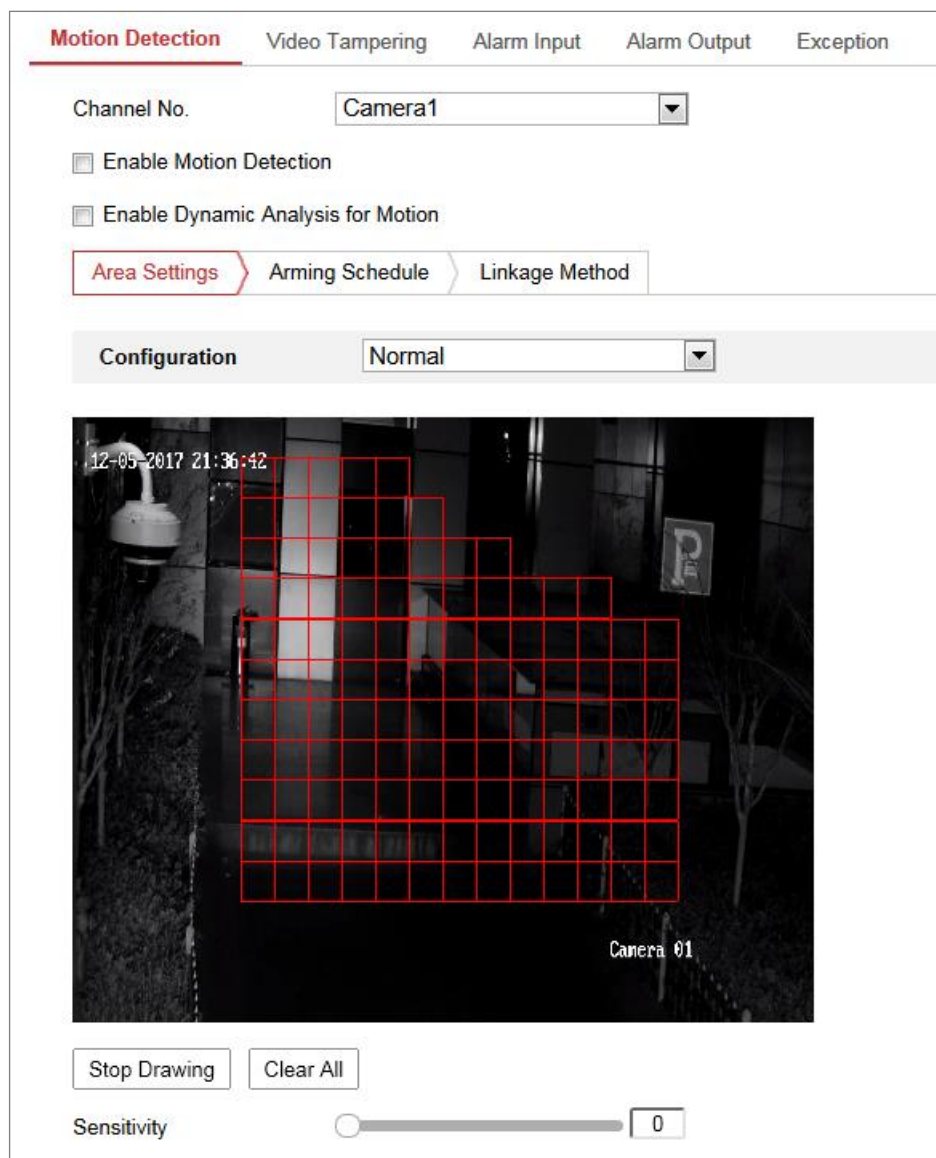 Motion Detection Video Tampering Alarm Input Alarm Output Exception
Channel No. Camera1
Enable Motion Detection
Enable Dynamic Analysis for Motion
Area Settings Arming Schedule Linkage Method
Configuration Normal
12-05-2017 21:36:42
P
Camera 01
Stop Drawing Clear All
Sensitivity 0